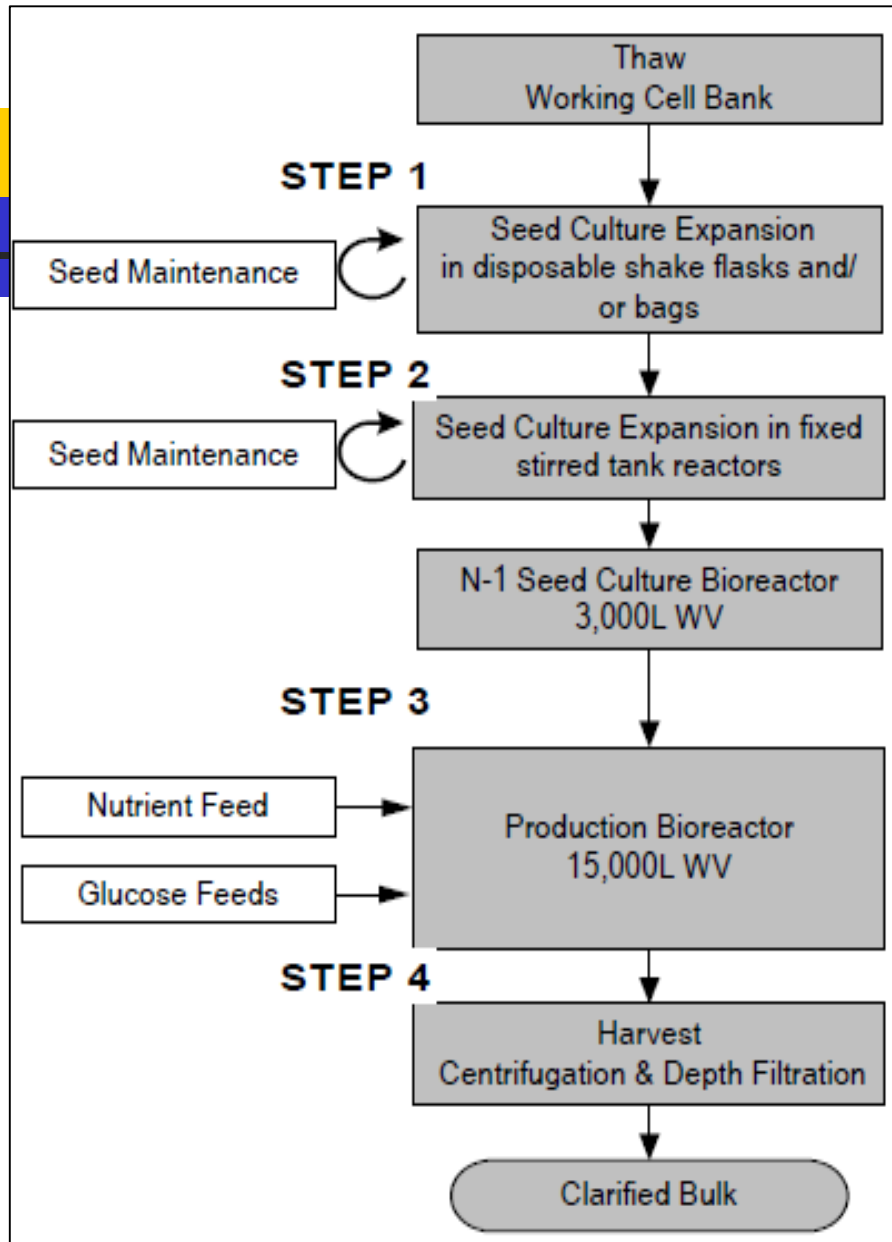 Thaw
Working Cell Bank
STEP 1
Seed Maintenance
Seed Culture Expansion
in disposable shake flasks and/
or bags
STEP 2
Seed Maintenance
Seed Culture Expansion in fixed
stirred tank reactors
N-1 Seed Culture Bioreactor
3,000L WV
STEP 3
Nutrient Feed
Glucose Feeds
Production Bioreactor
15,000L WV
STEP 4
Harvest
Centrifugation & Depth Filtration
Clarified Bulk